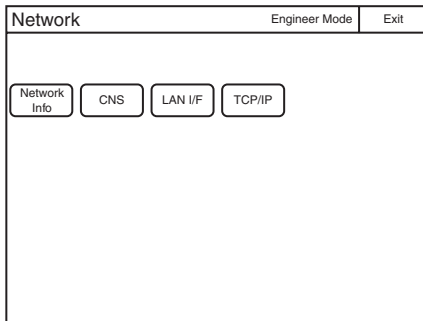 Network Engineer Mode Exit
Network
Info
CNS
LAN I/F
TCP/IP